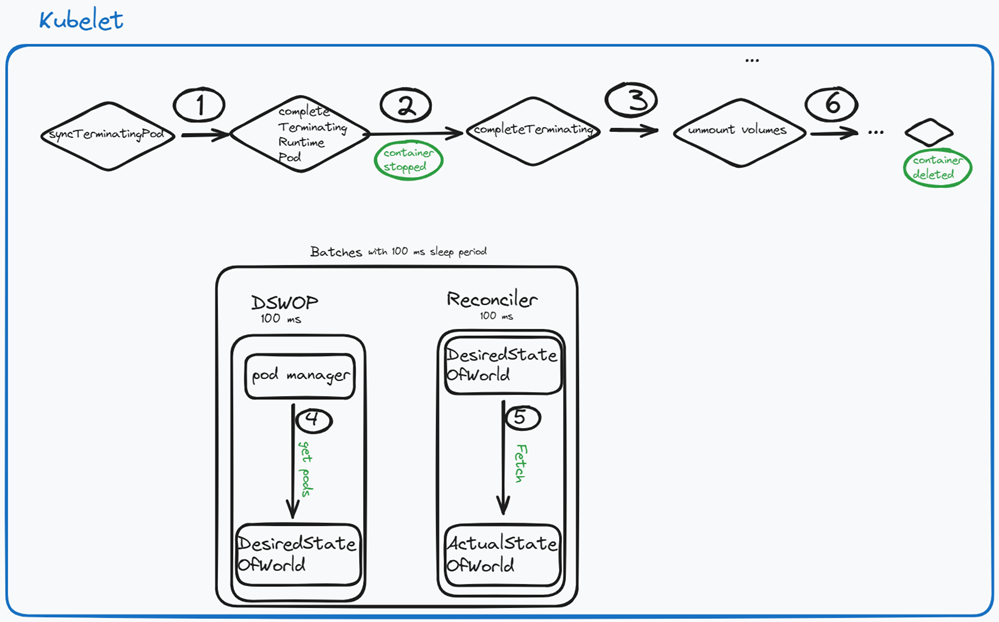 Kubelet
...
1
2
3
6
syncTerminatingPod
complete
Terminating
Runtime
Pod
container
stopped
completeTerminating
unmount volumes
...
container
deleted
Batches with 100 ms sleep period
DSWOP
100 ms
pod manager
4
get pods
DesiredState
OfWorld
Reconciler
100 ms
DesiredState
OfWorld
5
Fetch
ActualState
OfWorld